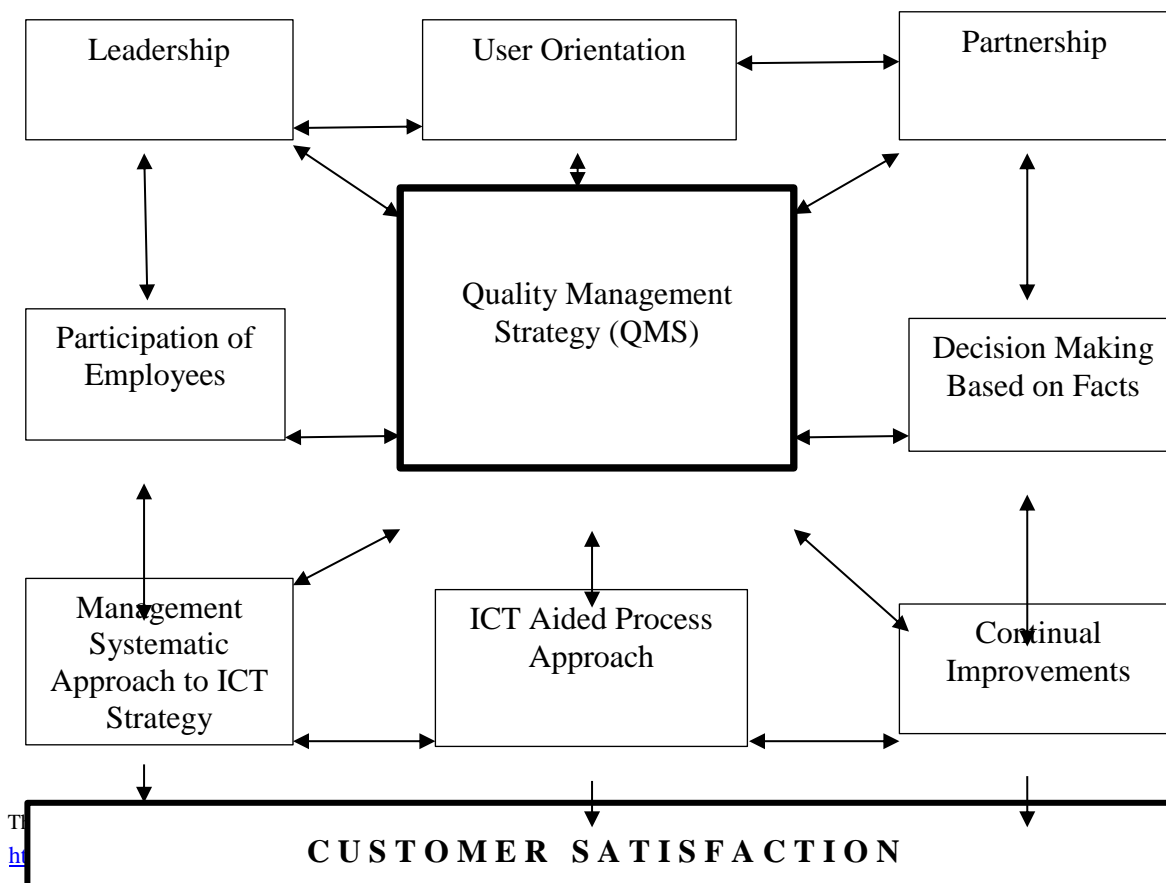 Leadership
User Orientation
Partnership
Quality Management
Strategy (QMS)
Participation of
Employees
Decision Making
Based on Facts
Management
Systematic
Approach to ICT
Strategy
ICT Aided Process
Approach
Continual
Improvements
CUSTOMER SATISFACTION